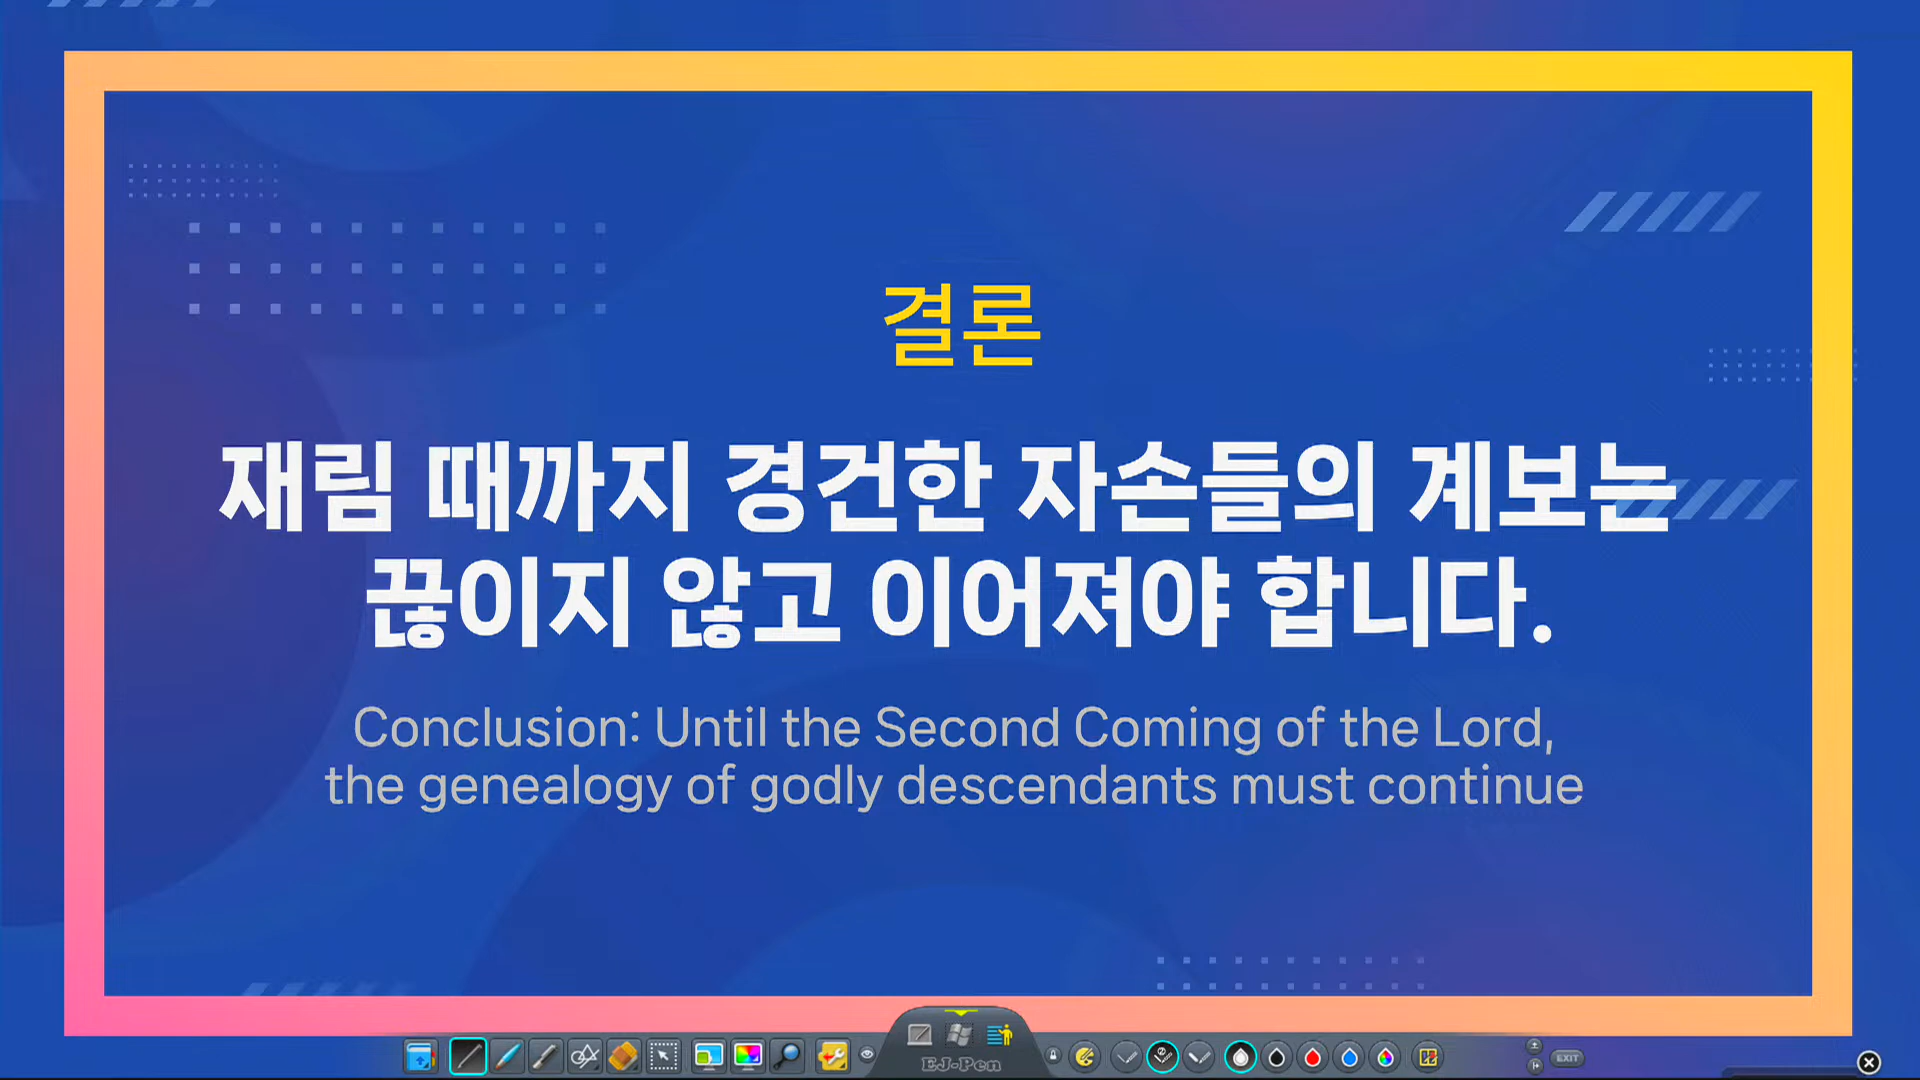 결론
재림 때까지 경건한 자손들의 계보는
끊이지 않고 이어져야 합니다.
Conclusion: Until the Second Coming of the Lord,
the genealogy of godly descendants must continue
EJ-Pen
EXIT